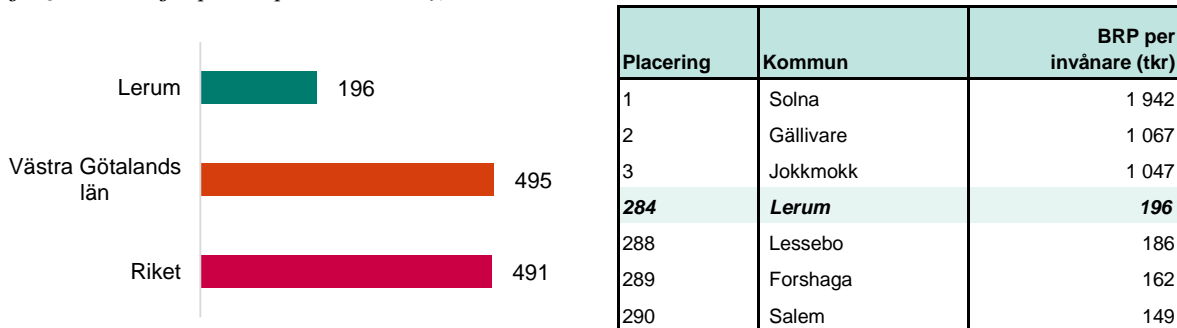 Lerum
196
Västra Götalands
län
495
Riket
491
Placering Kommun BRP per
invånare (tkr)
1 Solna 1 942
2 Gällivare 1 067
3 Jokkmokk 1 047
284 Lerum 196
288 Lessebo 186
289 Forshaga 162
290 Salem 149